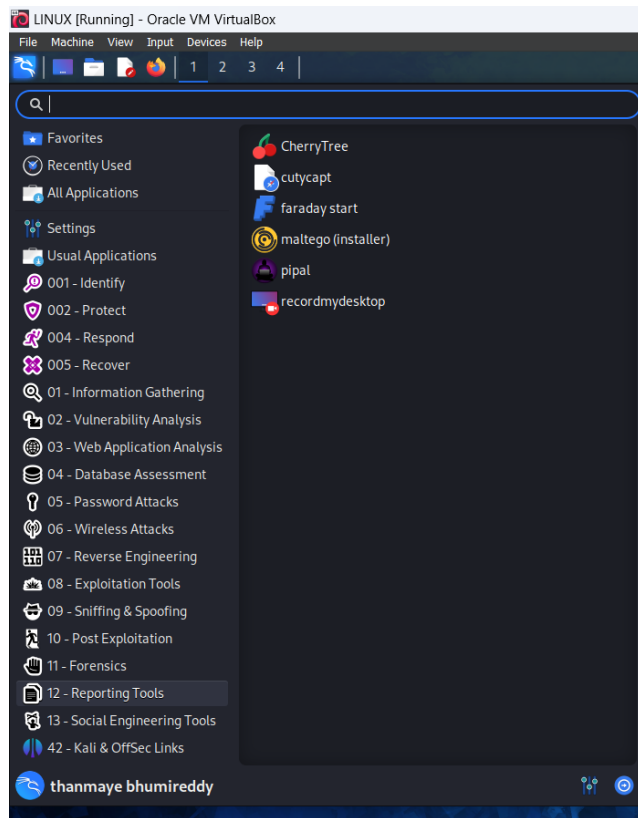 LINUX [Running] - Oracle VM VirtualBox
File Machine View Input Devices Help
1 2 3 4
Favorites
Recently Used
All Applications
Settings
Usual Applications
001 - Identify
002 - Protect
004 - Respond
005 - Recover
01 - Information Gathering
02 - Vulnerability Analysis
03 - Web Application Analysis
04 - Database Assessment
05 - Password Attacks
06 - Wireless Attacks
07 - Reverse Engineering
08 - Exploitation Tools
09 - Sniffing & Spoofing
10 - Post Exploitation
11 - Forensics
12 - Reporting Tools
13 - Social Engineering Tools
42 - Kali & OffSec Links
CherryTree
cutycapt
faraday start
maltego (installer)
pipal
recordmydesktop
thanmaye bhumireddy